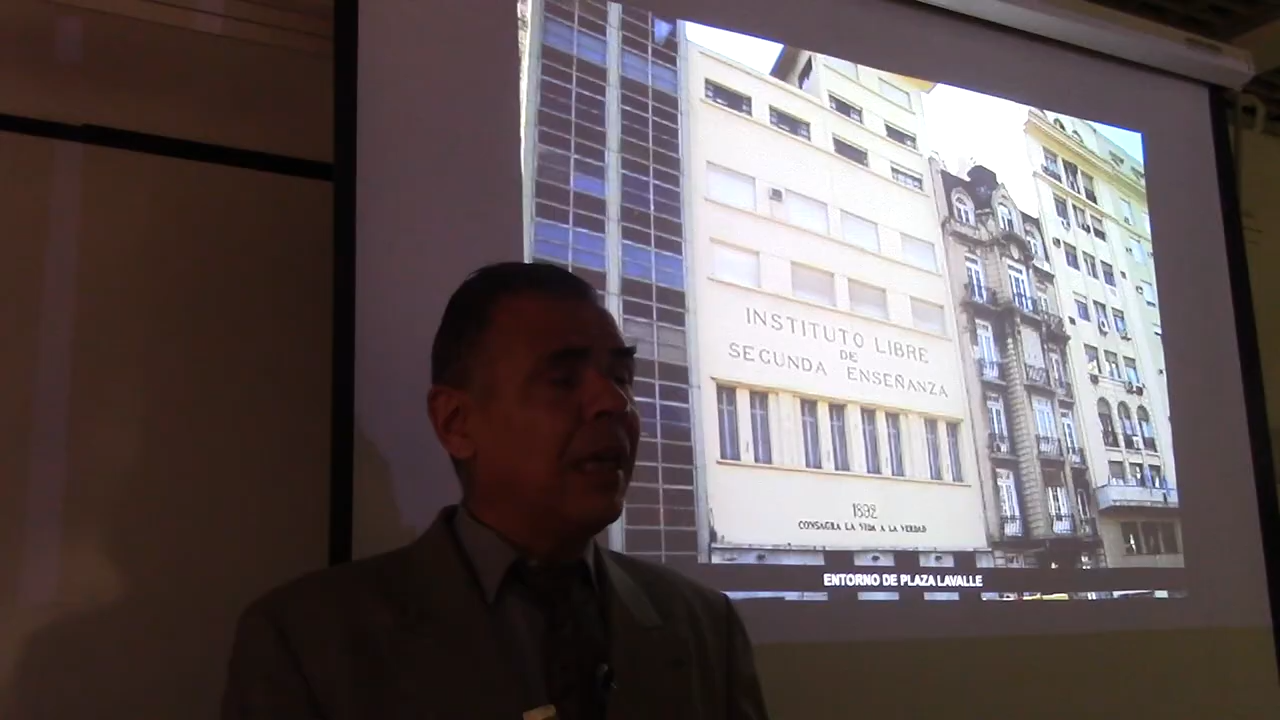 INSTITUTO LIBRE
DE
SEGUNDA ENSEÑANZA
1892
CONSAGRA LA VIDA A LA VERDAD
ENTORNO DE PLAZA LAVALLE